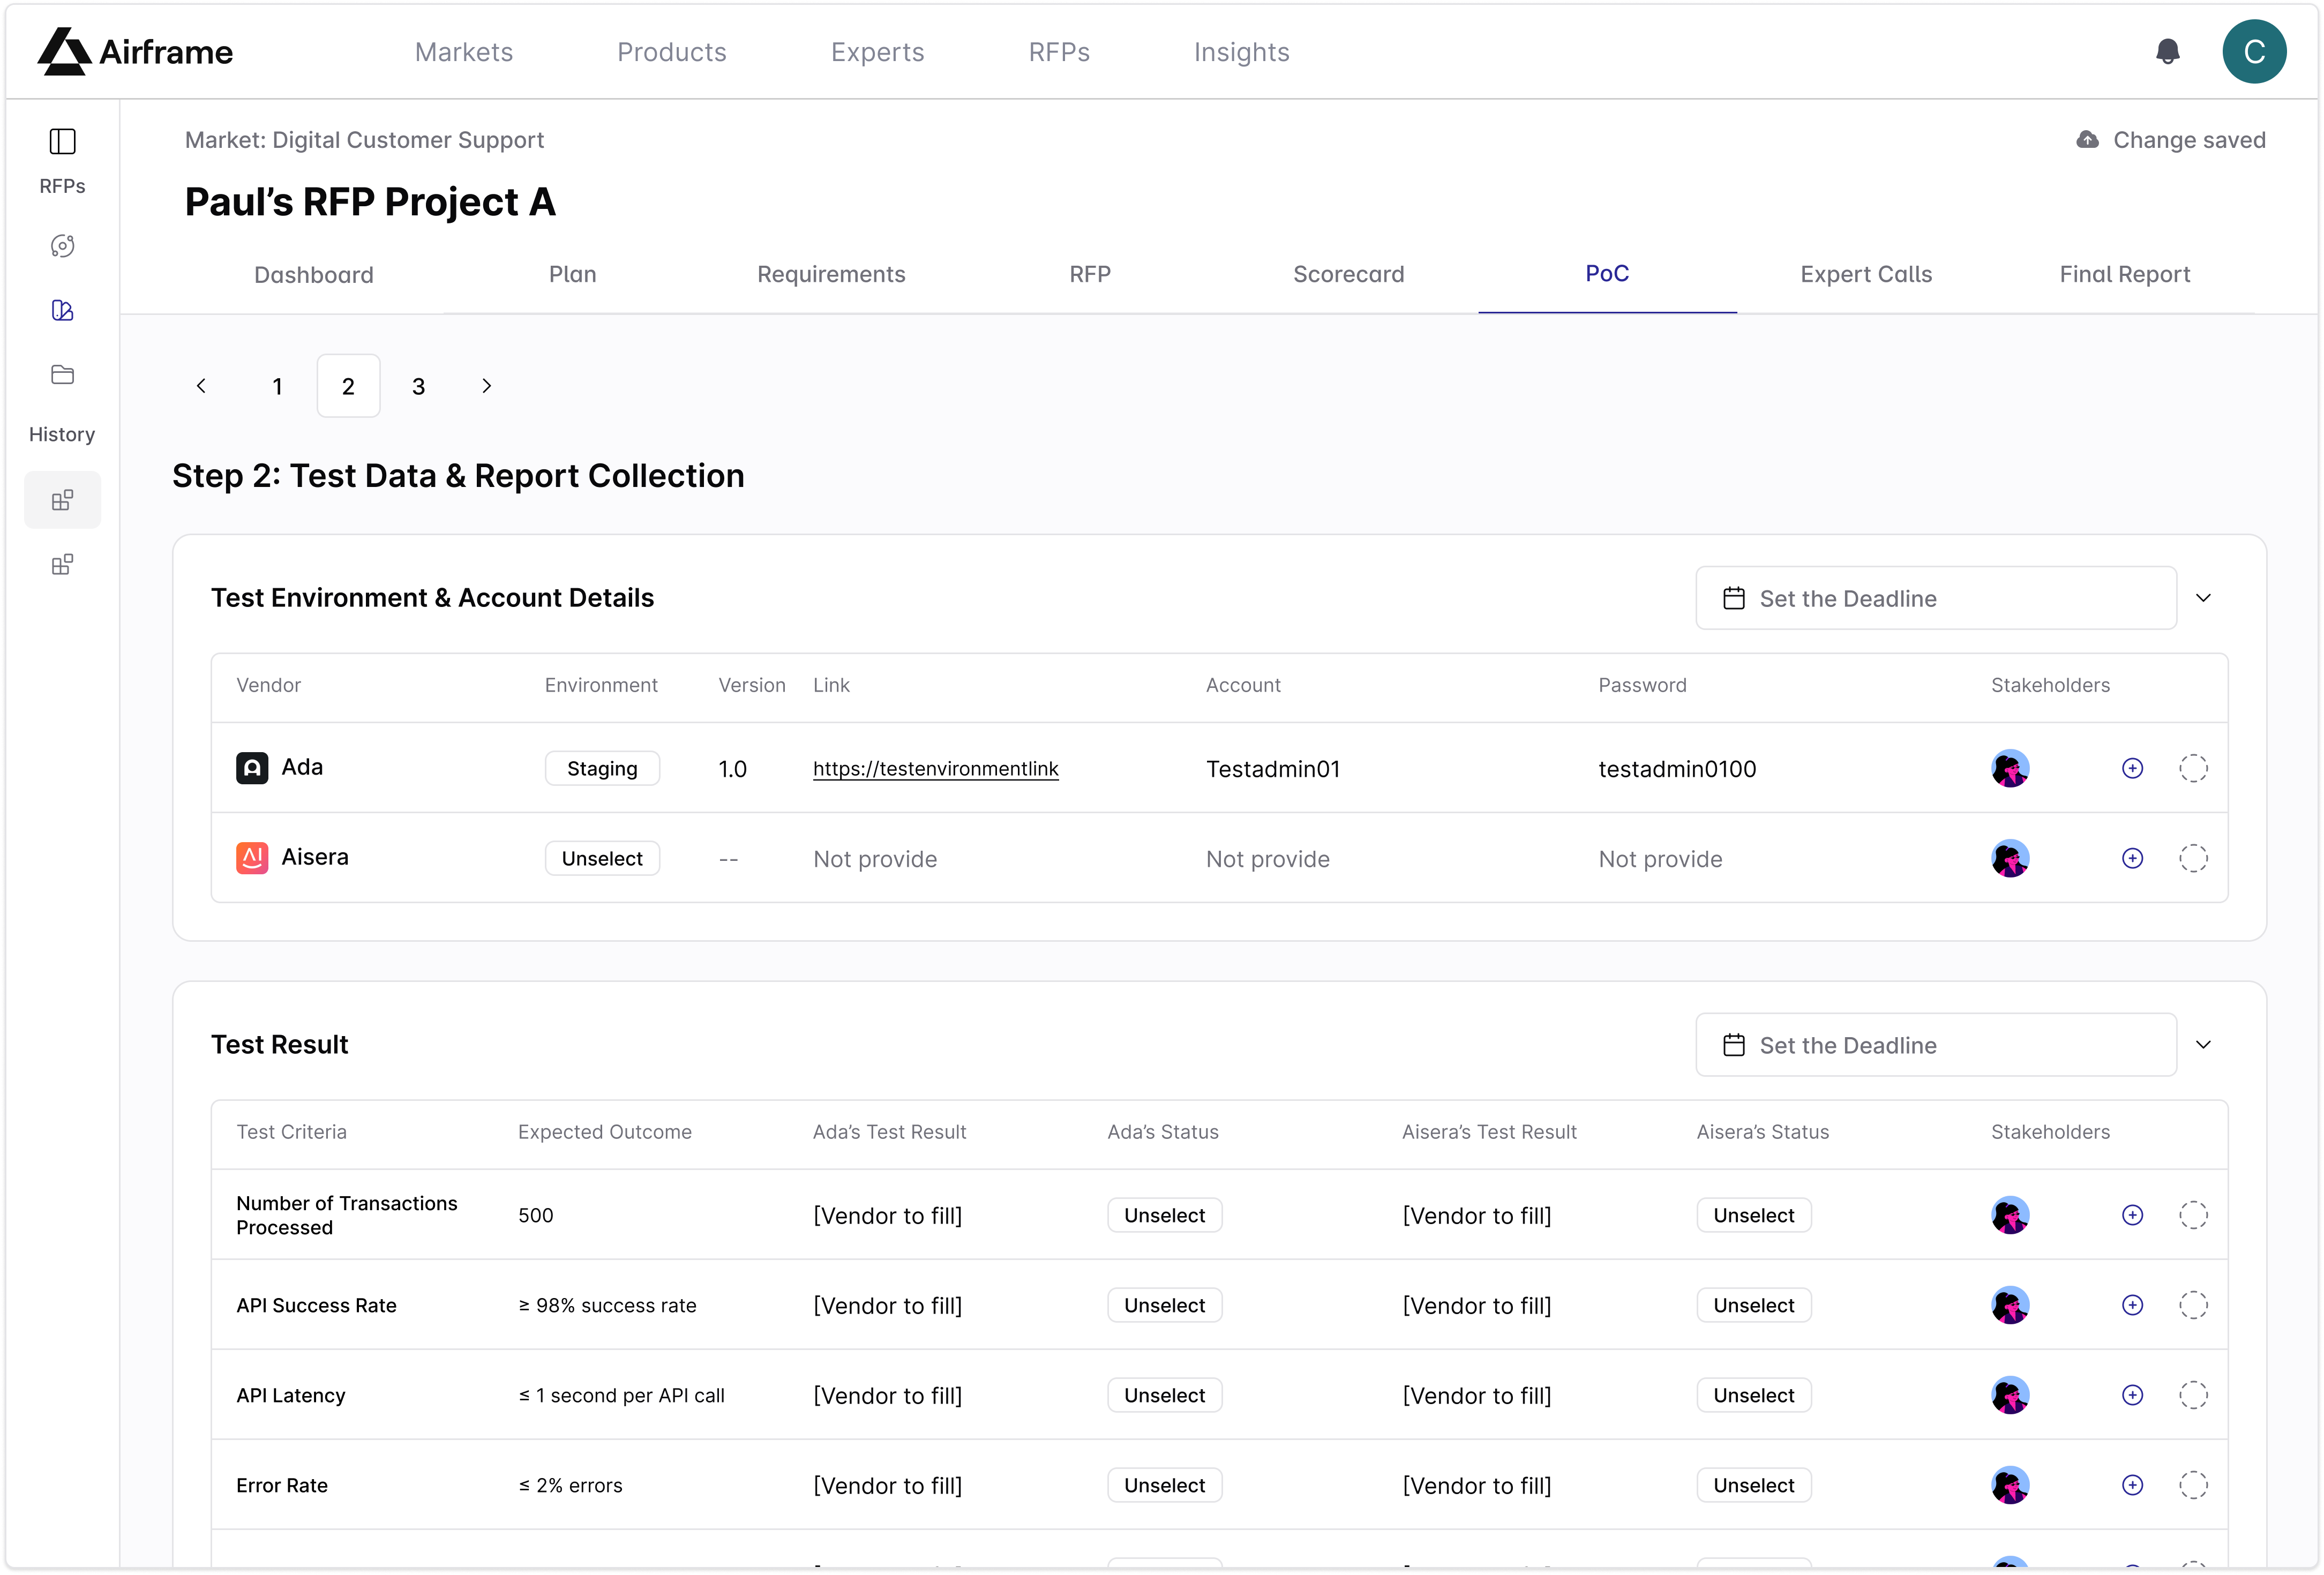 Airframe
Markets Products Experts RFPs Insights
C
RFPs
History
Market: Digital Customer Support
Change saved
Paul’s RFP Project A
Dashboard Plan Requirements RFP Scorecard PoC Expert Calls Final Report
1 2 3
Step 2: Test Data & Report Collection
Test Environment & Account Details
Set the Deadline
Vendor Environment Version Link Account Password Stakeholders
Ada Staging 1.0 https://testenvironmentlink Testadmin01 testadmin0100
AI Aisera Unselect -- Not provide Not provide Not provide
Test Result
Set the Deadline
Test Criteria Expected Outcome Ada’s Test Result Ada’s Status Aisera’s Test Result Aisera’s Status Stakeholders
Number of Transactions
Processed
500 [Vendor to fill] Unselect [Vendor to fill] Unselect
API Success Rate ≥ 98% success rate [Vendor to fill] Unselect [Vendor to fill] Unselect
API Latency ≤ 1 second per API call [Vendor to fill] Unselect [Vendor to fill] Unselect
Error Rate ≤ 2% errors [Vendor to fill] Unselect [Vendor to fill] Unselect